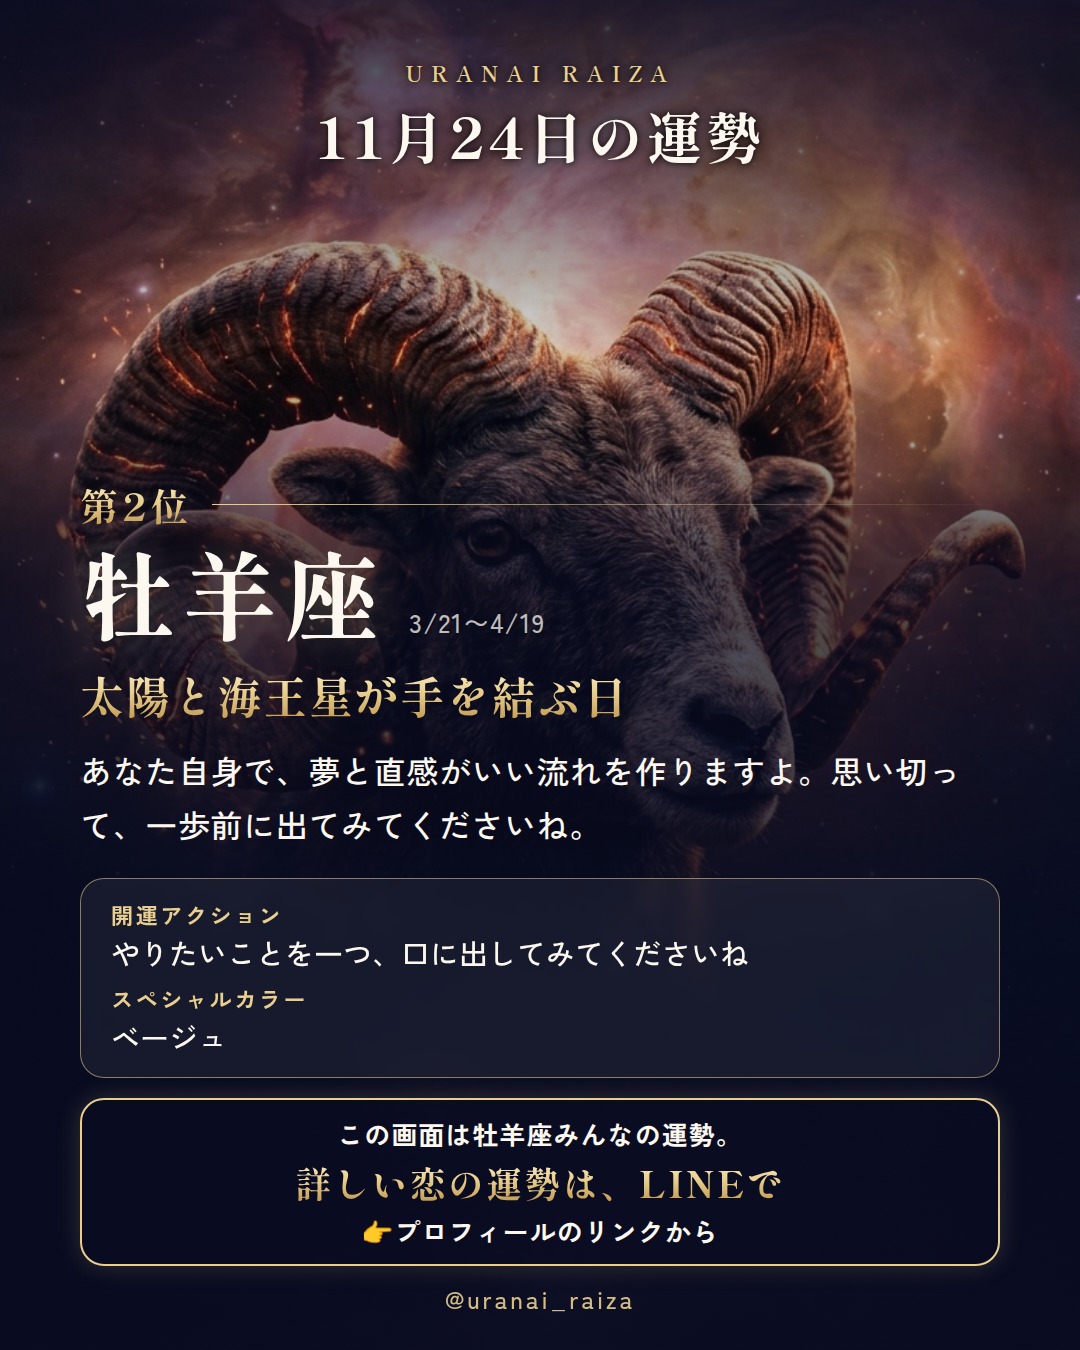 URANAI RAIZA
11月24日の運勢
第2位
牡羊座 3/21〜4/19
太陽と海王星が手を結ぶ日
あなた自身で、夢と直感がいい流れを作りますよ。思い切っ
て、一歩前に出てみてくださいね。
開運アクション
やりたいことを一つ、口に出してみてくださいね
スペシャルカラー
ベージュ
この画面は牡羊座みんなの運勢。
詳しい恋の運勢は、LINEで
👉プロフィールのリンクから
@uranai_raiza